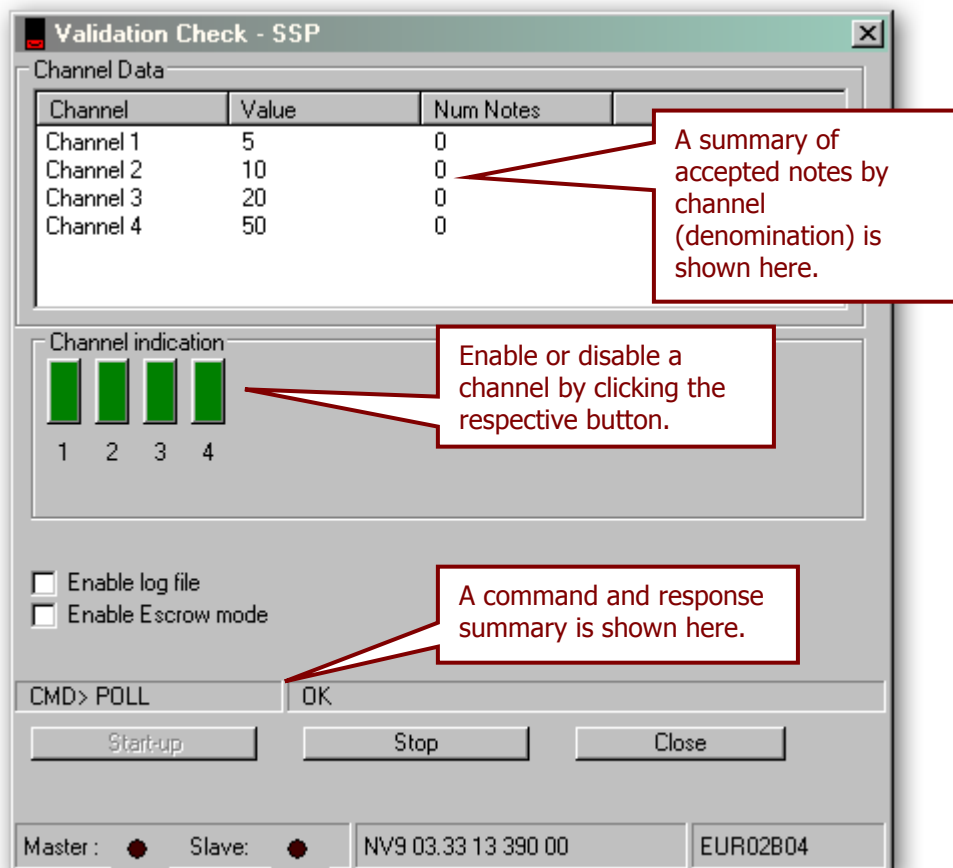 Validation Check - SSP
Channel Data
Channel Value Num Notes
Channel 1 5 0
Channel 2 10 0
Channel 3 20 0
Channel 4 50 0
A summary of
accepted notes by
channel
(denomination) is
shown here.
Channel indication
1 2 3 4
Enable or disable a
channel by clicking the
respective button.
Enable log file
Enable Escrow mode
A command and response
summary is shown here.
CMD> POLL OK
Start-up Stop Close
Master : Slave: NV9 03.33 13 390 00 EUR02B04